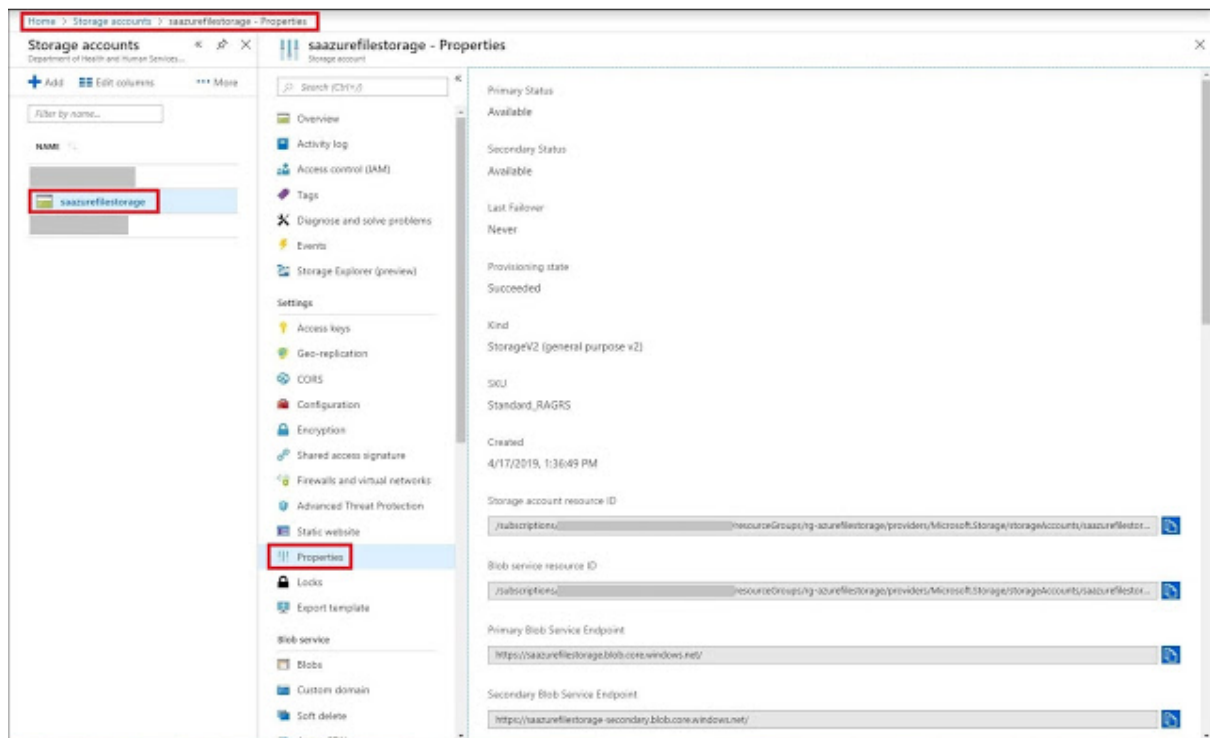 Home > Storage accounts > saazurefilestorage - Properties
Storage accounts
Department of Health and Human Services...
Add Edit columns More
Filter by name...
NAME
saazurefilestorage
saazurefilestorage - Properties
Storage account
Search (Ctrl+/)
Overview
Activity log
Access control (IAM)
Tags
Diagnose and solve problems
Events
Storage Explorer (preview)
Settings
Access keys
Geo-replication
CORS
Configuration
Encryption
Shared access signature
Firewalls and virtual networks
Advanced Threat Protection
Static website
Properties
Locks
Export template
Blob service
Blobs
Custom domain
Soft delete
Primary Status
Available
Secondary Status
Available
Last Failover
Never
Provisioning state
Succeeded
Kind
StorageV2 (general purpose v2)
SKU
Standard_RAGRS
Created
4/17/2019, 1:36:49 PM
Storage account resource ID
/subscriptions/ resourceGroups/rg-azurefilestorage/providers/Microsoft.Storage/storageAccounts/saazurefilestor...
Blob service resource ID
/subscriptions/ resourceGroups/rg-azurefilestorage/providers/Microsoft.Storage/storageAccounts/saazurefilestor...
Primary Blob Service Endpoint
https://saazurefilestorage.blob.core.windows.net/
Secondary Blob Service Endpoint
https://saazurefilestorage-secondary.blob.core.windows.net/